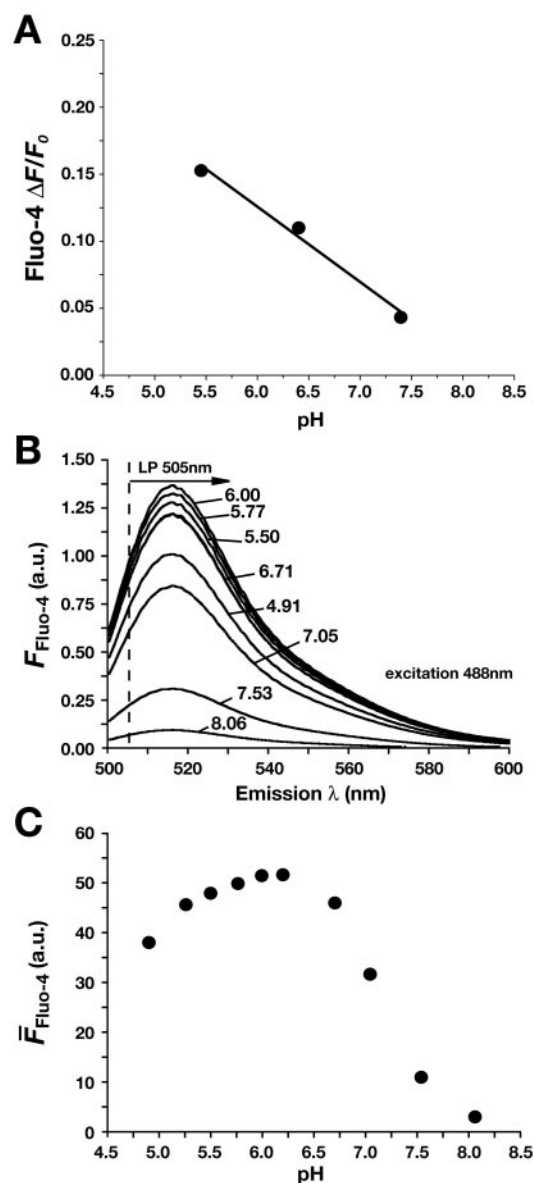 A
0.25
0.20
0.15
0.10
0.05
0.00
Fluo-4 ΔF/F₀
4.5 5.0 5.5 6.0 6.5 7.0 7.5 8.0 8.5
pH
B
1.50
1.25
1.00
0.75
0.50
0.25
0.00
F Fluo-4 (a.u.)
LP 505nm
6.00
5.77
5.50
6.71
4.91
7.05
excitation 488nm
7.53
8.06
500 520 540 560 580 600
Emission λ (nm)
C
60
50
40
30
20
10
0
F̅ Fluo-4 (a.u.)
4.5 5.0 5.5 6.0 6.5 7.0 7.5 8.0 8.5
pH